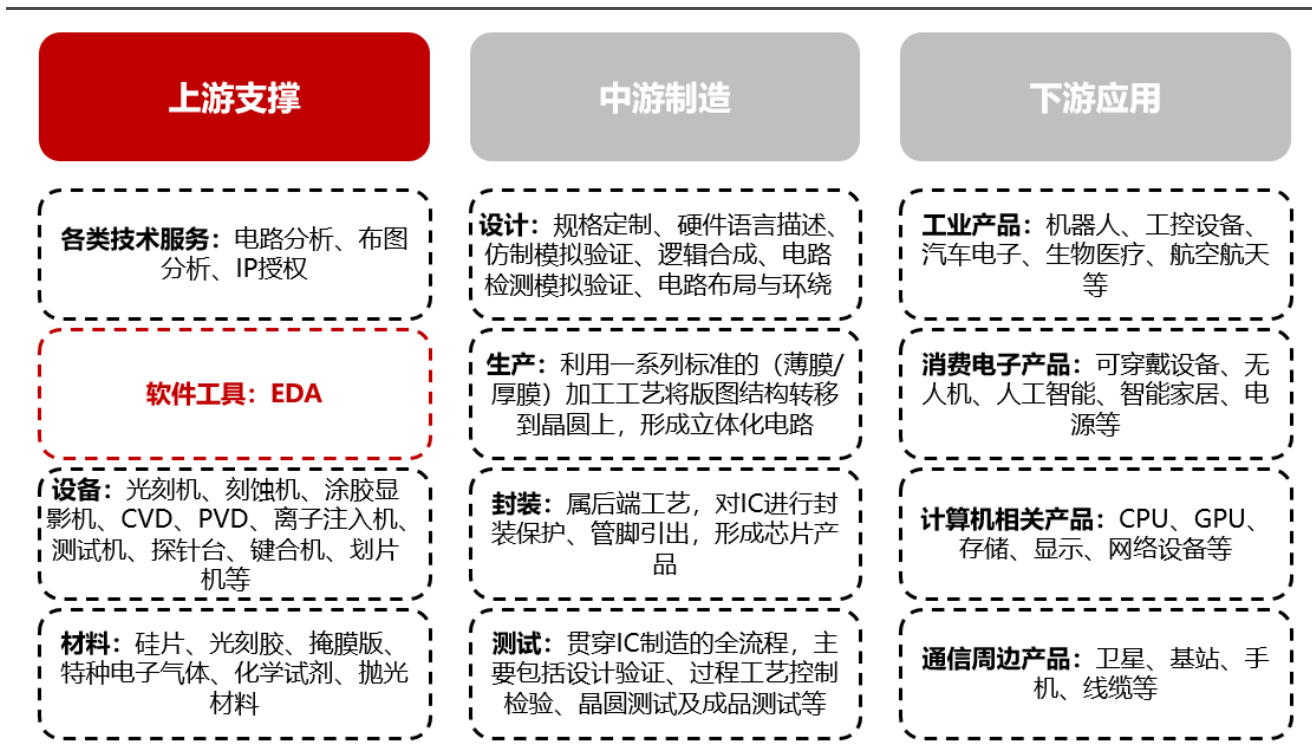 上游支撑
各类技术服务：电路分析、布图
分析、IP授权
软件工具：EDA
设备：光刻机、刻蚀机、涂胶显
影机、CVD、PVD、离子注入机、
测试机、探针台、键合机、划片
机等
材料：硅片、光刻胶、掩膜版、
特种电子气体、化学试剂、抛光
材料
中游制造
设计：规格定制、硬件语言描述、
仿制模拟验证、逻辑合成、电路
检测模拟验证、电路布局与环绕
生产：利用一系列标准的（薄膜/
厚膜）加工工艺将版图结构转移
到晶圆上，形成立体化电路
封装：属后端工艺，对IC进行封
装保护、管脚引出，形成芯片产
品
测试：贯穿IC制造的全流程，主
要包括设计验证、过程工艺控制
检验、晶圆测试及成品测试等
下游应用
工业产品：机器人、工控设备、
汽车电子、生物医疗、航空航天
等
消费电子产品：可穿戴设备、无
人机、人工智能、智能家居、电
源等
计算机相关产品：CPU、GPU、
存储、显示、网络设备等
通信周边产品：卫星、基站、手
机、线缆等